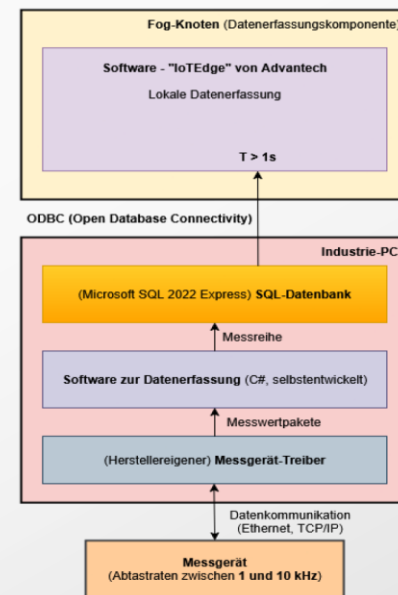 Fog-Knoten (Datenerfassungskomponente)
Software - "IoTEdge" von Advantech
Lokale Datenerfassung
T > 1s
ODBC (Open Database Connectivity)
Industrie-PC
(Microsoft SQL 2022 Express) SQL-Datenbank
Messreihe
Software zur Datenerfassung (C#, selbstentwickelt)
Messwertpakete
(Herstellereigener) Messgerät-Treiber
Datenkommunikation
(Ethernet, TCP/IP)
Messgerät
(Abtastraten zwischen 1 und 10 kHz)